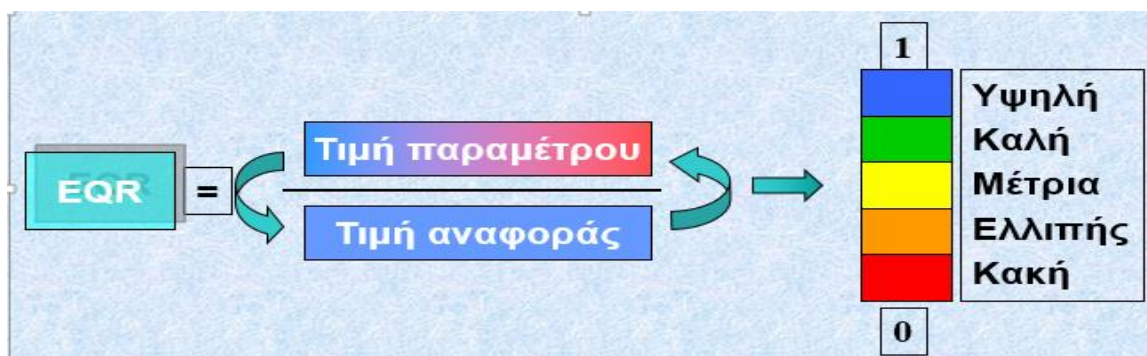 1
Υψηλή
Καλή
Μέτρια
Ελλιπής
Κακή
0
EQR
=
Τιμή παραμέτρου
Τιμή αναφοράς